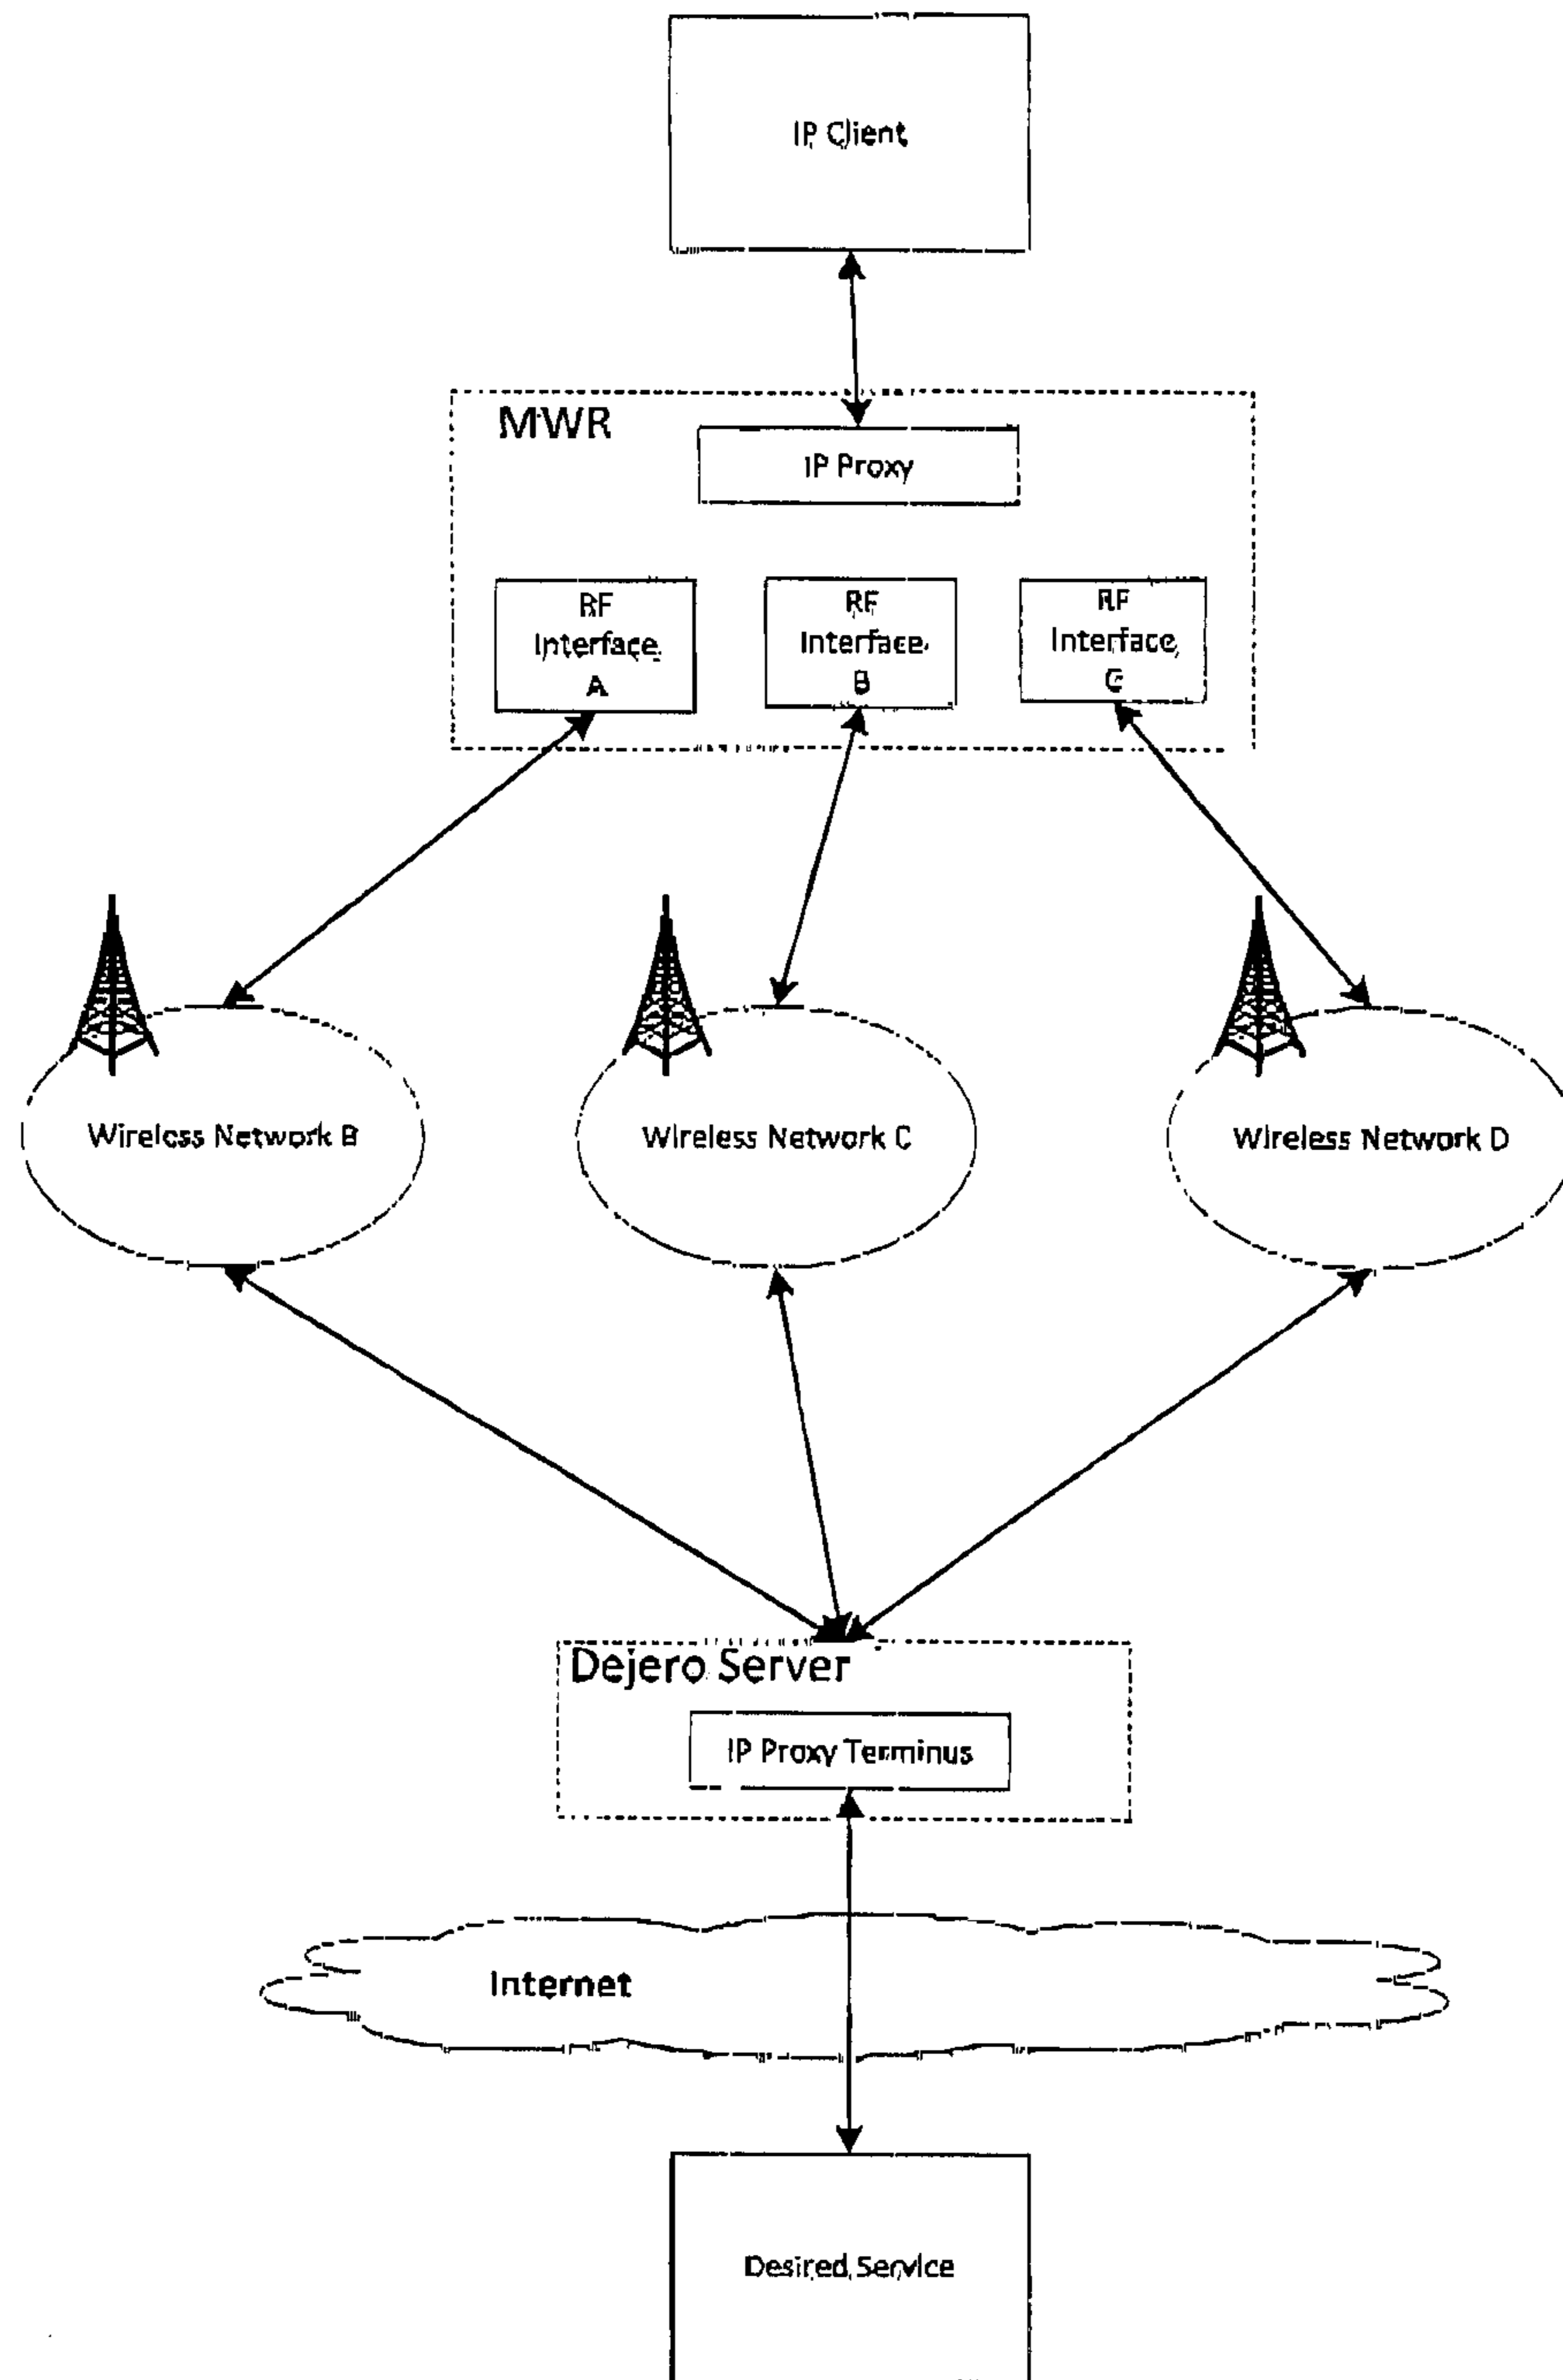 IP Client
MWR
IP Proxy
RF
Interface
A
RF
Interface
B
RF
Interface
C
Wireless Network B
Wireless Network C
Wireless Network D
Dejero Server
IP Proxy Terminus
Internet
Desired Service